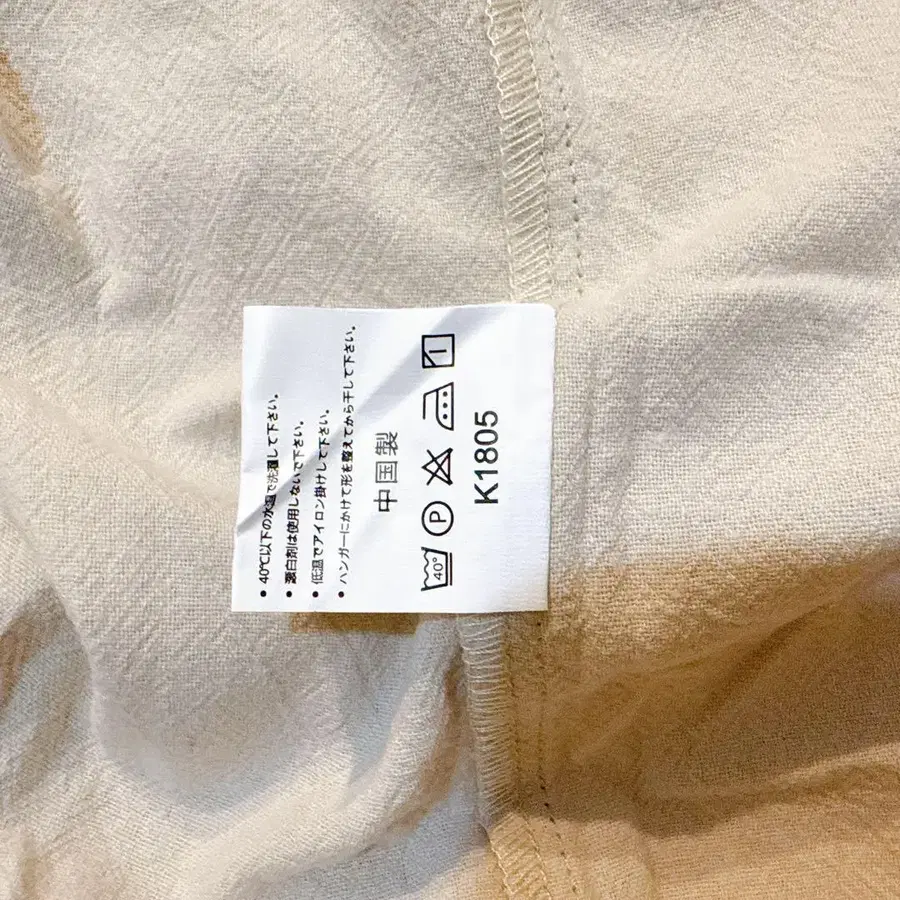 • 40℃以下の水温で洗濯して下さい。
• 漂白剤は使用しないで下さい。
• 低温でアイロン掛けして下さい。
• ハンガーにかけて形を整えてから干して下さい。
中国製
40° P
K1805